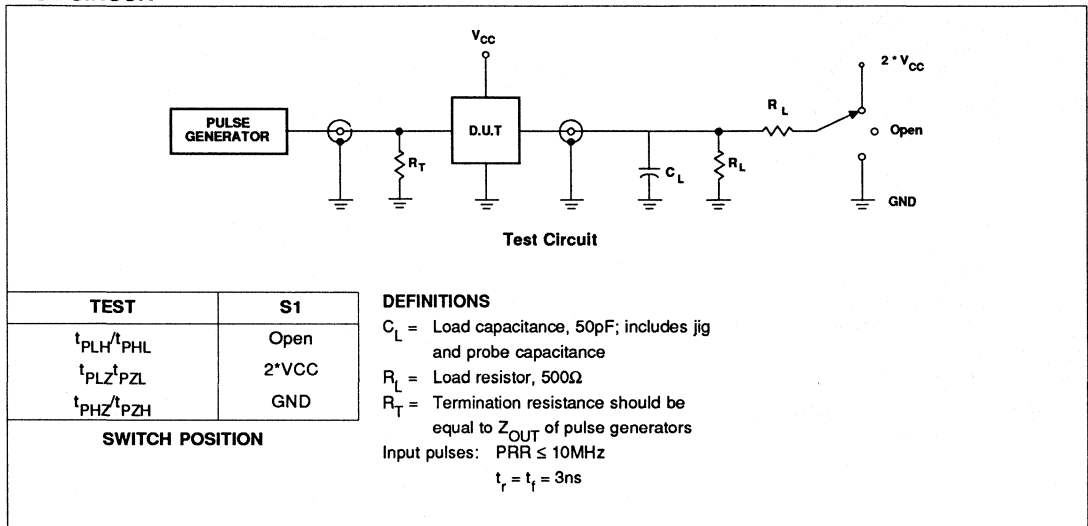 V_CC
2 * V_CC
PULSE GENERATOR
D.U.T
R_T
C_L
R_L
R_L
Open
GND
Test Circuit
TEST S1
t_PLH/t_PHL Open
t_PLZ t_PZL 2*VCC
t_PHZ/t_PZH GND
SWITCH POSITION
DEFINITIONS
C_L = Load capacitance, 50pF; includes jig
and probe capacitance
R_L = Load resistor, 500Ω
R_T = Termination resistance should be
equal to Z_OUT of pulse generators
Input pulses: PRR ≤ 10MHz
t_r = t_f = 3ns